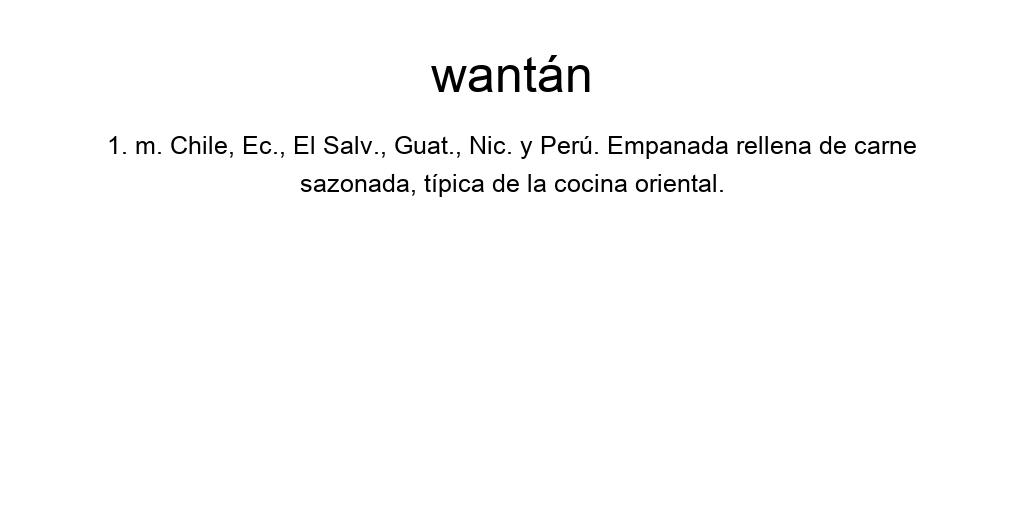 wantán
1. m. Chile, Ec., El Salv., Guat., Nic. y Perú. Empanada rellena de carne
sazonada, típica de la cocina oriental.